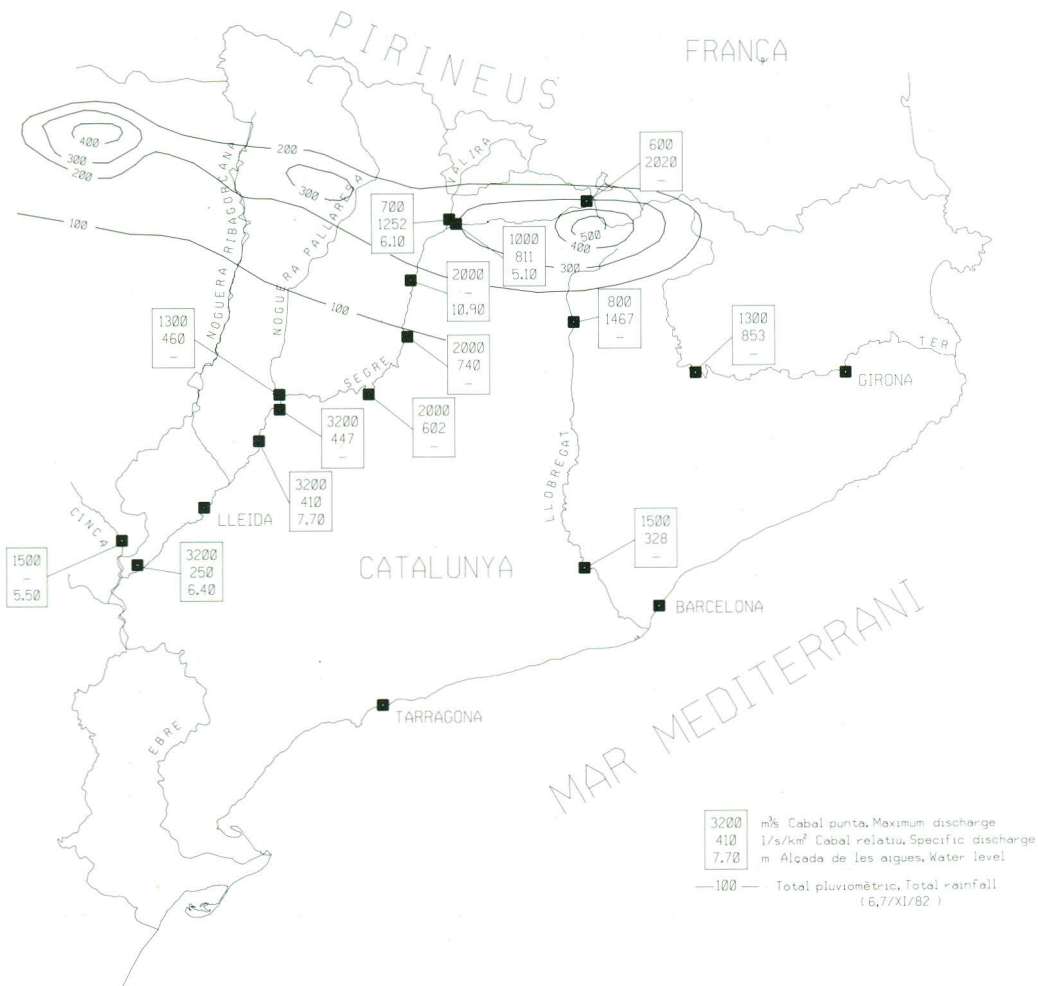 PIRINEUS
FRANÇA
400
300
200
200
300
100
100
500
400
300
NOGUERA RIBAGORÇANA
NOGUERA PALLARESA
VALIRA
600
2020
–
700
1252
6.10
1000
811
5.10
2000
–
10.90
2000
740
–
800
1467
–
1300
853
–
1300
460
–
SEGRE
TER
GIRONA
3200
447
–
2000
602
–
3200
410
7.70
LLEIDA
LLOBREGAT
CINCA
1500
–
5.50
3200
250
6.40
CATALUNYA
1500
328
–
BARCELONA
TARRAGONA
EBRE
MAR MEDITERRANI
3200 m³/s Cabal punta, Maximum discharge
410 l/s/km² Cabal relatiu, Specific discharge
7.70 m Alçada de les aigues, Water level
— 100 — Total pluviomètric, Total rainfall
(6,7/XI/82 )